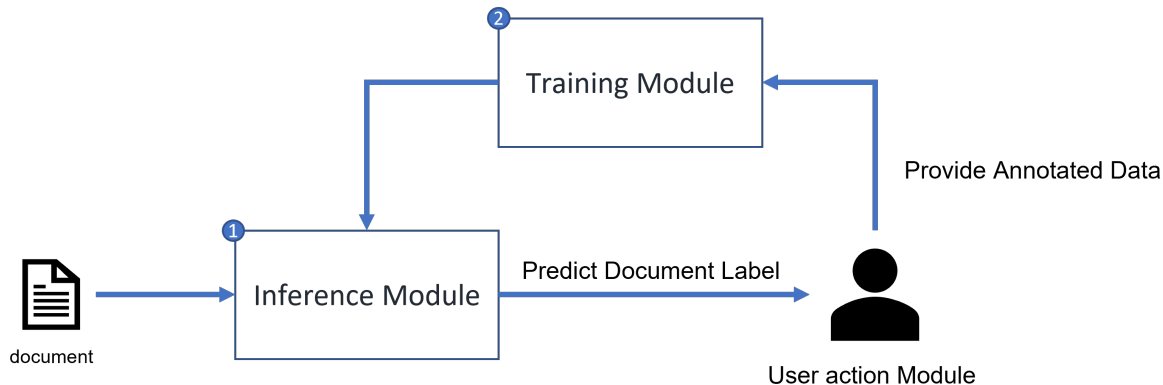 2
Training Module
Provide Annotated Data
1
Inference Module
Predict Document Label
document
User action Module